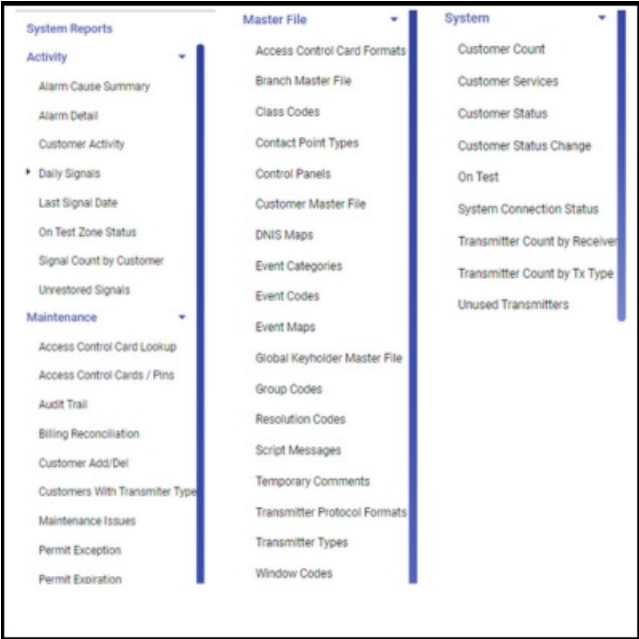 System Reports
Activity
Alarm Cause Summary
Alarm Detail
Customer Activity
Daily Signals
Last Signal Date
On Test Zone Status
Signal Count by Customer
Unrestored Signals
Maintenance
Access Control Card Lookup
Access Control Cards / Pins
Audit Trail
Billing Reconciliation
Customer Add/Del
Customers With Transmiter Type
Maintenance Issues
Permit Exception
Permit Expiration
Master File
Access Control Card Formats
Branch Master File
Class Codes
Contact Point Types
Control Panels
Customer Master File
DNIS Maps
Event Categories
Event Codes
Event Maps
Global Keyholder Master File
Group Codes
Resolution Codes
Script Messages
Temporary Comments
Transmitter Protocol Formats
Transmitter Types
Window Codes
System
Customer Count
Customer Services
Customer Status
Customer Status Change
On Test
System Connection Status
Transmitter Count by Receiver
Transmitter Count by Tx Type
Unused Transmitters